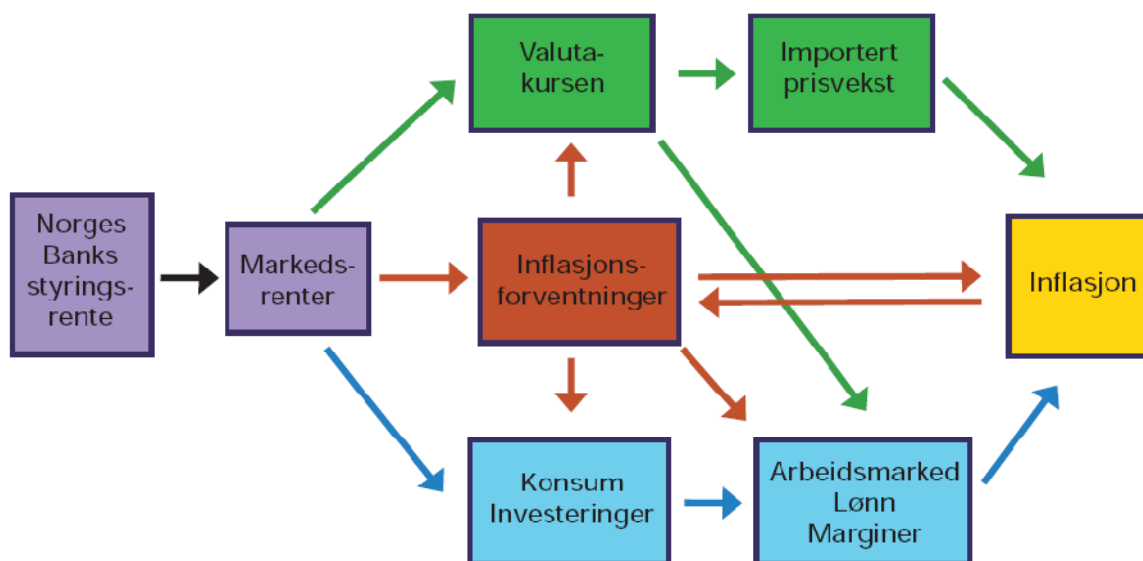 Valuta-
kursen
Importert
prisvekst
Norges
Banks
styrings-
rente
Markeds-
renter
Inflasjons-
forventninger
Inflasjon
Konsum
Investeringer
Arbeidsmarked
Lønn
Marginer